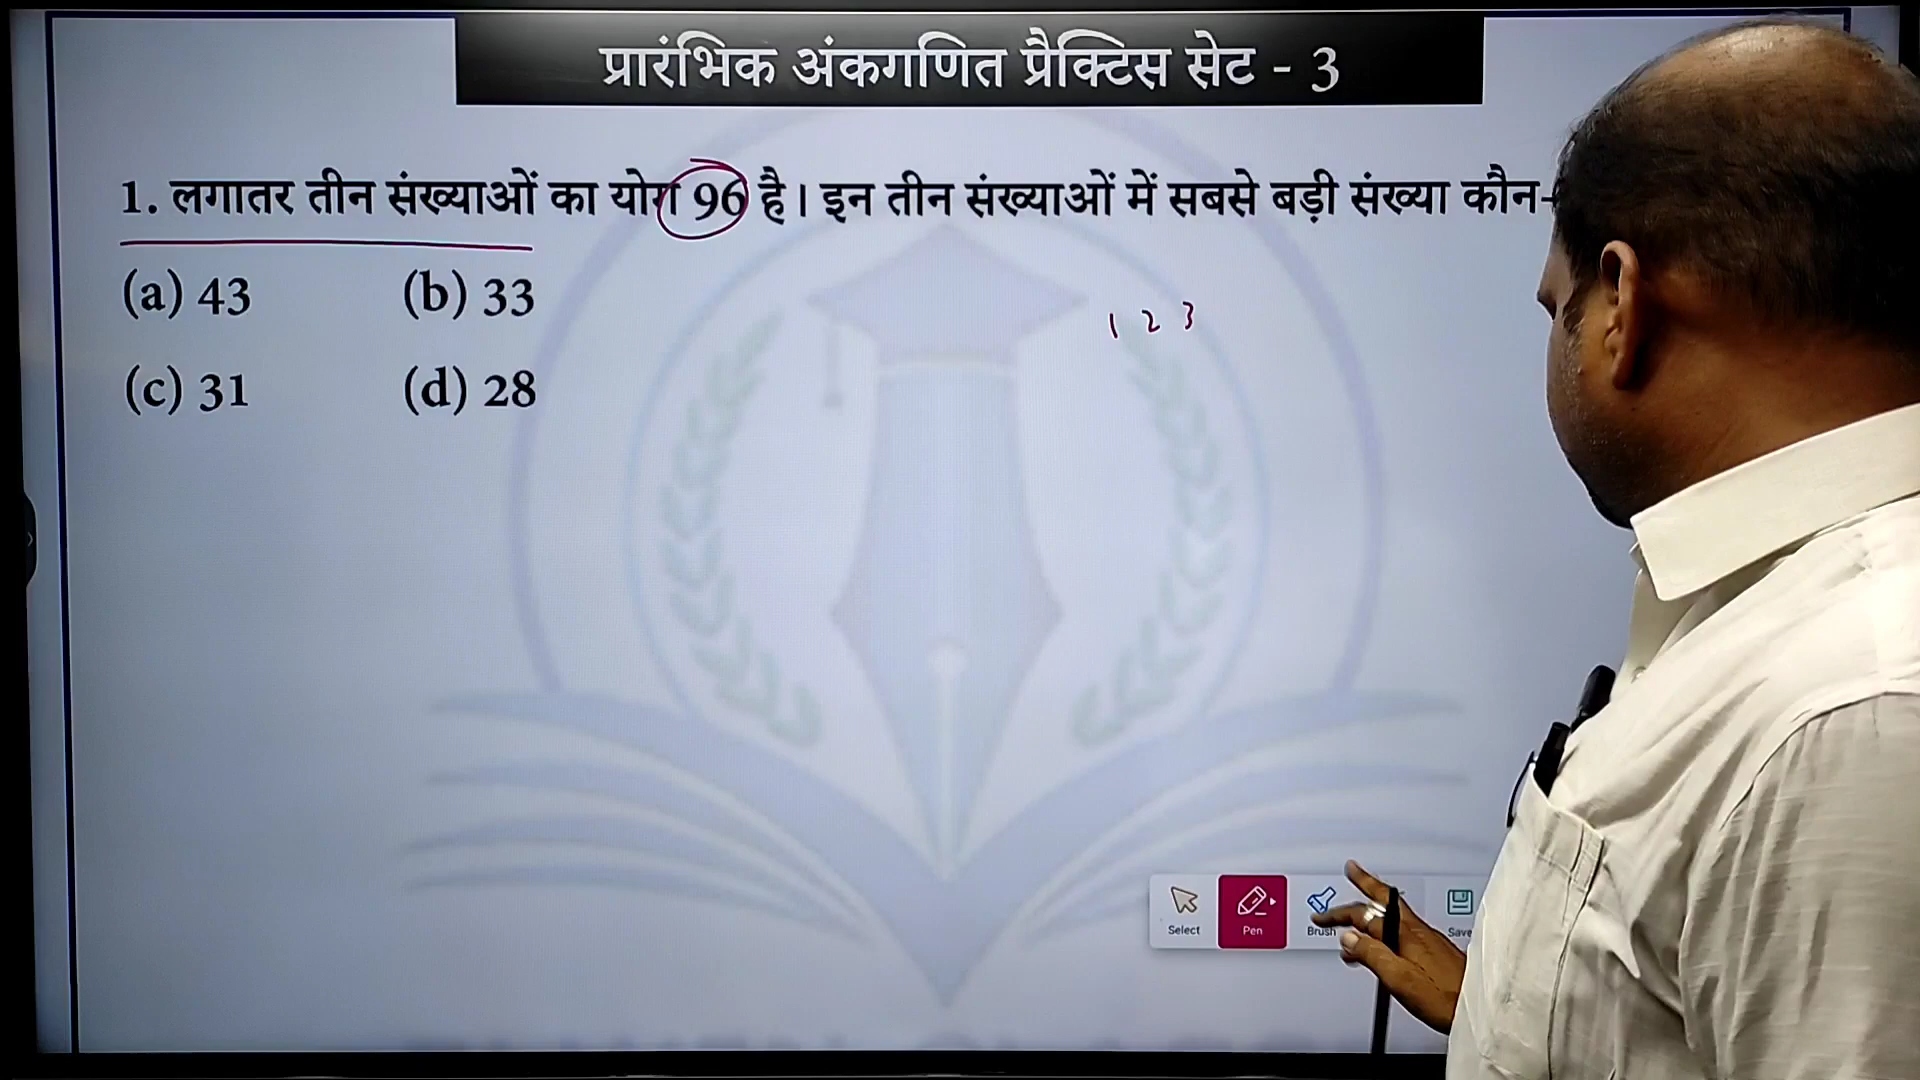 प्रारंभिक अंकगणित प्रैक्टिस सेट - 3
1. लगातर तीन संख्याओं का योग 96 है। इन तीन संख्याओं में सबसे बड़ी संख्या कौन-
(a) 43 (b) 33
1 2 3
(c) 31 (d) 28
Select Pen Brush Save